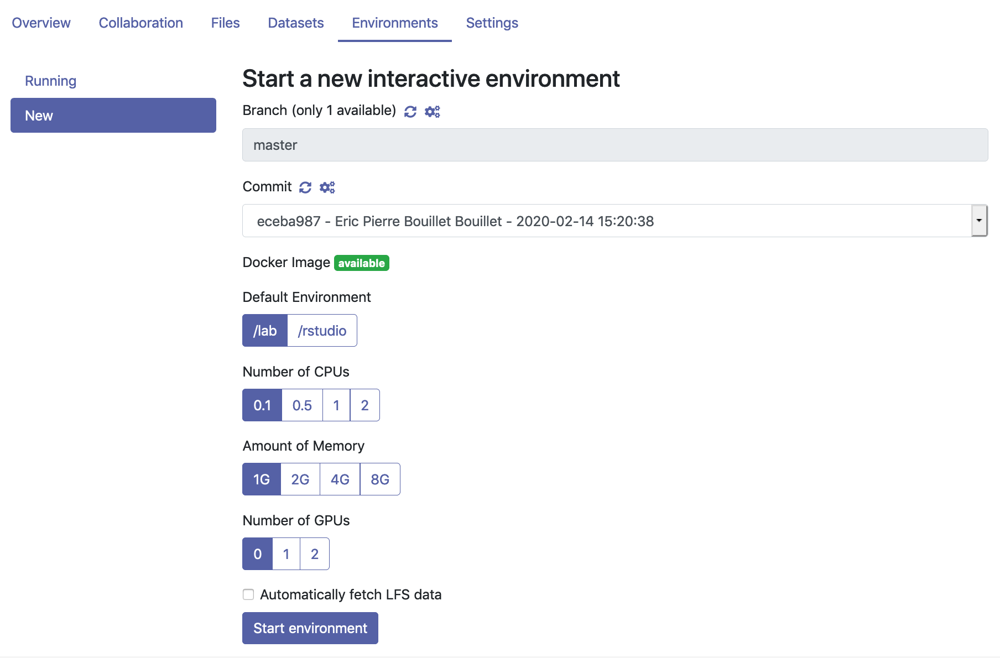 Overview Collaboration Files Datasets Environments Settings
Running
New
Start a new interactive environment
Branch (only 1 available)
master
Commit
eceba987 - Eric Pierre Bouillet Bouillet - 2020-02-14 15:20:38
Docker Image available
Default Environment
/lab /rstudio
Number of CPUs
0.1 0.5 1 2
Amount of Memory
1G 2G 4G 8G
Number of GPUs
0 1 2
Automatically fetch LFS data
Start environment